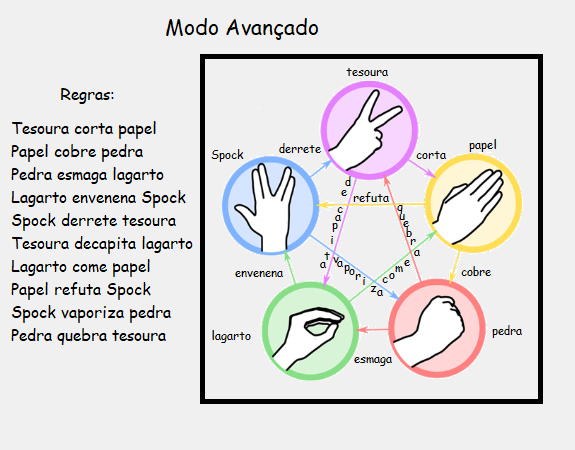 Modo Avançado
Regras:
Tesoura corta papel
Papel cobre pedra
Pedra esmaga lagarto
Lagarto envenena Spock
Spock derrete tesoura
Tesoura decapita lagarto
Lagarto come papel
Papel refuta Spock
Spock vaporiza pedra
Pedra quebra tesoura
tesoura
papel
Spock
derrete
corta
decapita
refuta
quebra
vaporiza
come
envenena
cobre
lagarto
esmaga
pedra